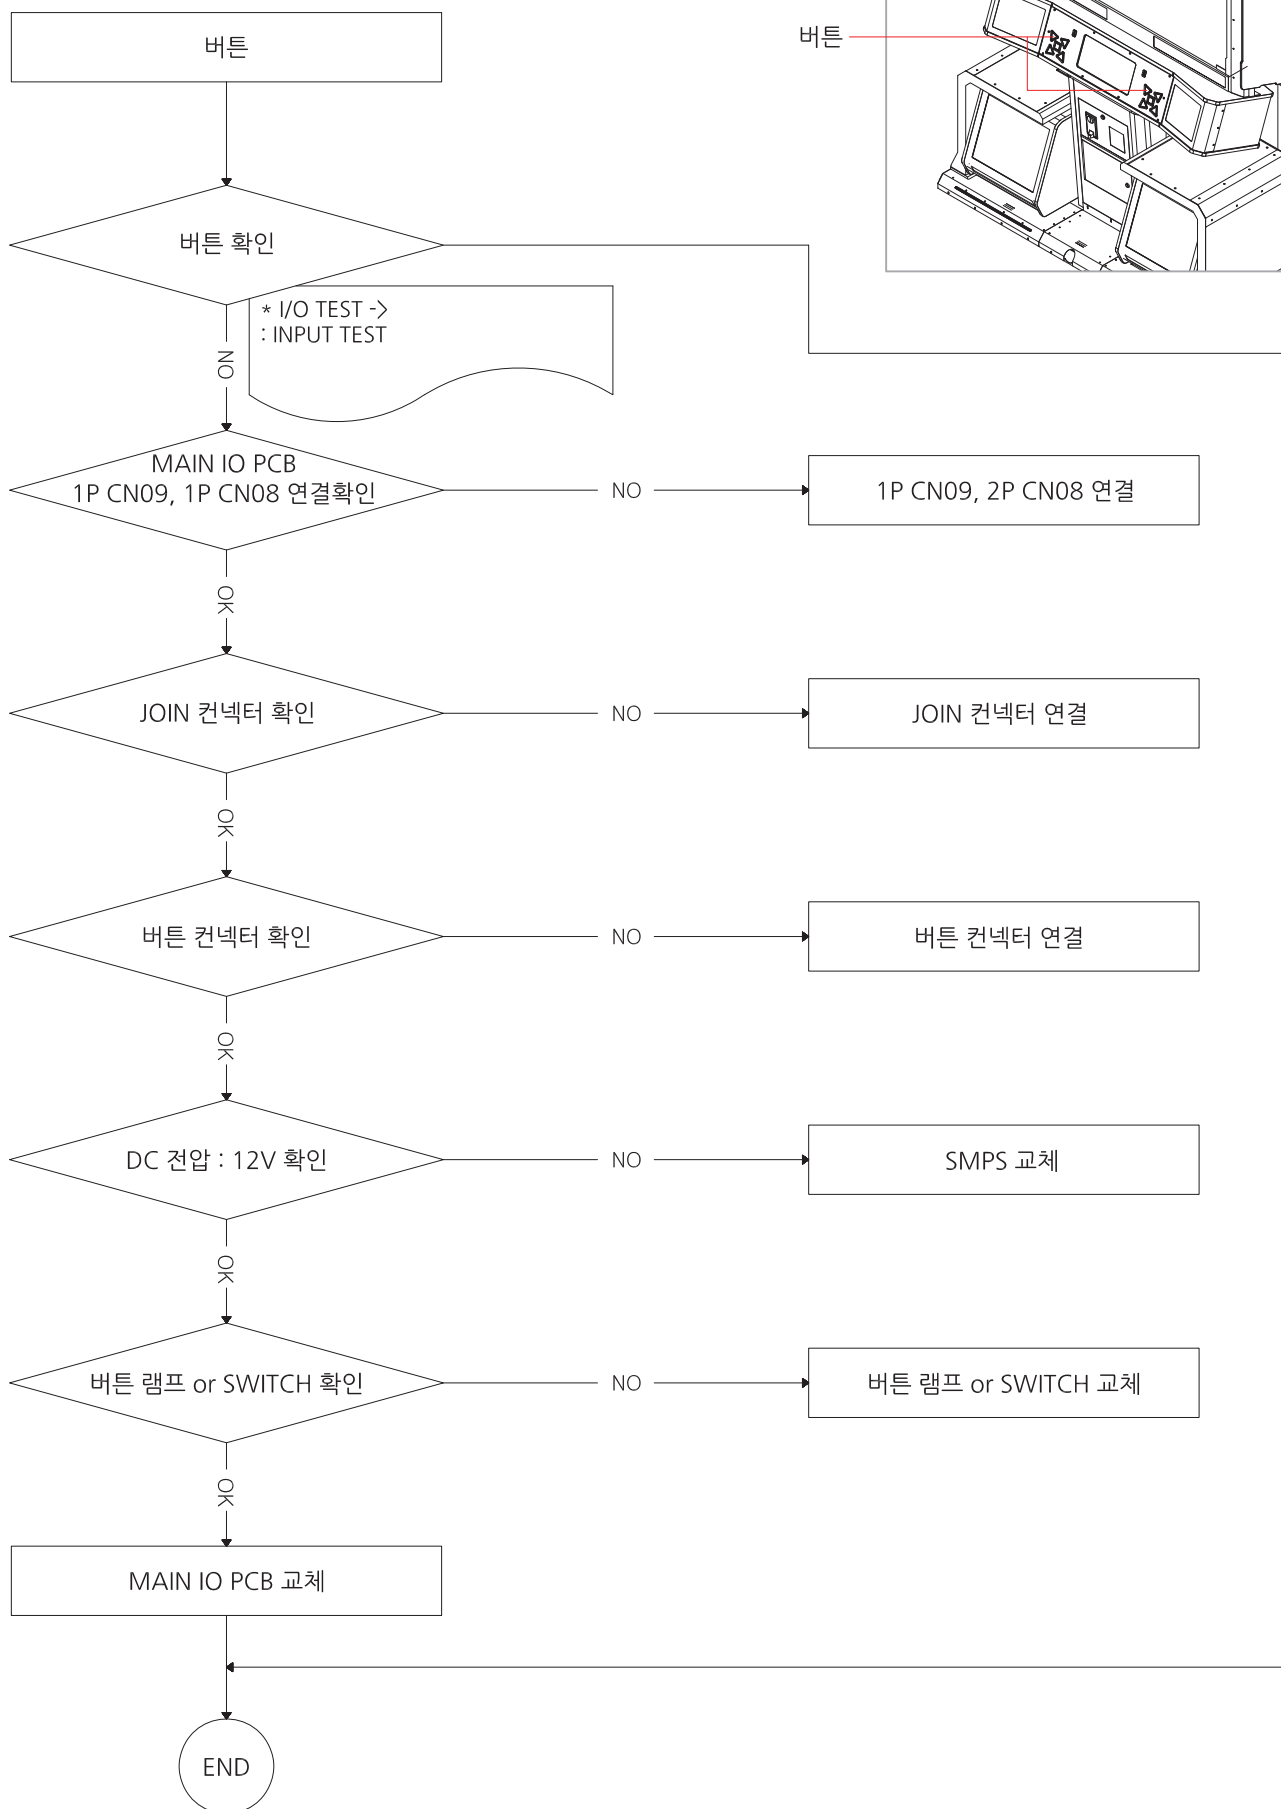 버튼
버튼
버튼 확인
* I/O TEST ->
: INPUT TEST
NO
MAIN IO PCB
1P CN09, 1P CN08 연결확인
NO
1P CN09, 2P CN08 연결
OK
JOIN 컨넥터 확인
NO
JOIN 컨넥터 연결
OK
버튼 컨넥터 확인
NO
버튼 컨넥터 연결
OK
DC 전압 : 12V 확인
NO
SMPS 교체
OK
버튼 램프 or SWITCH 확인
NO
버튼 램프 or SWITCH 교체
OK
MAIN IO PCB 교체
END